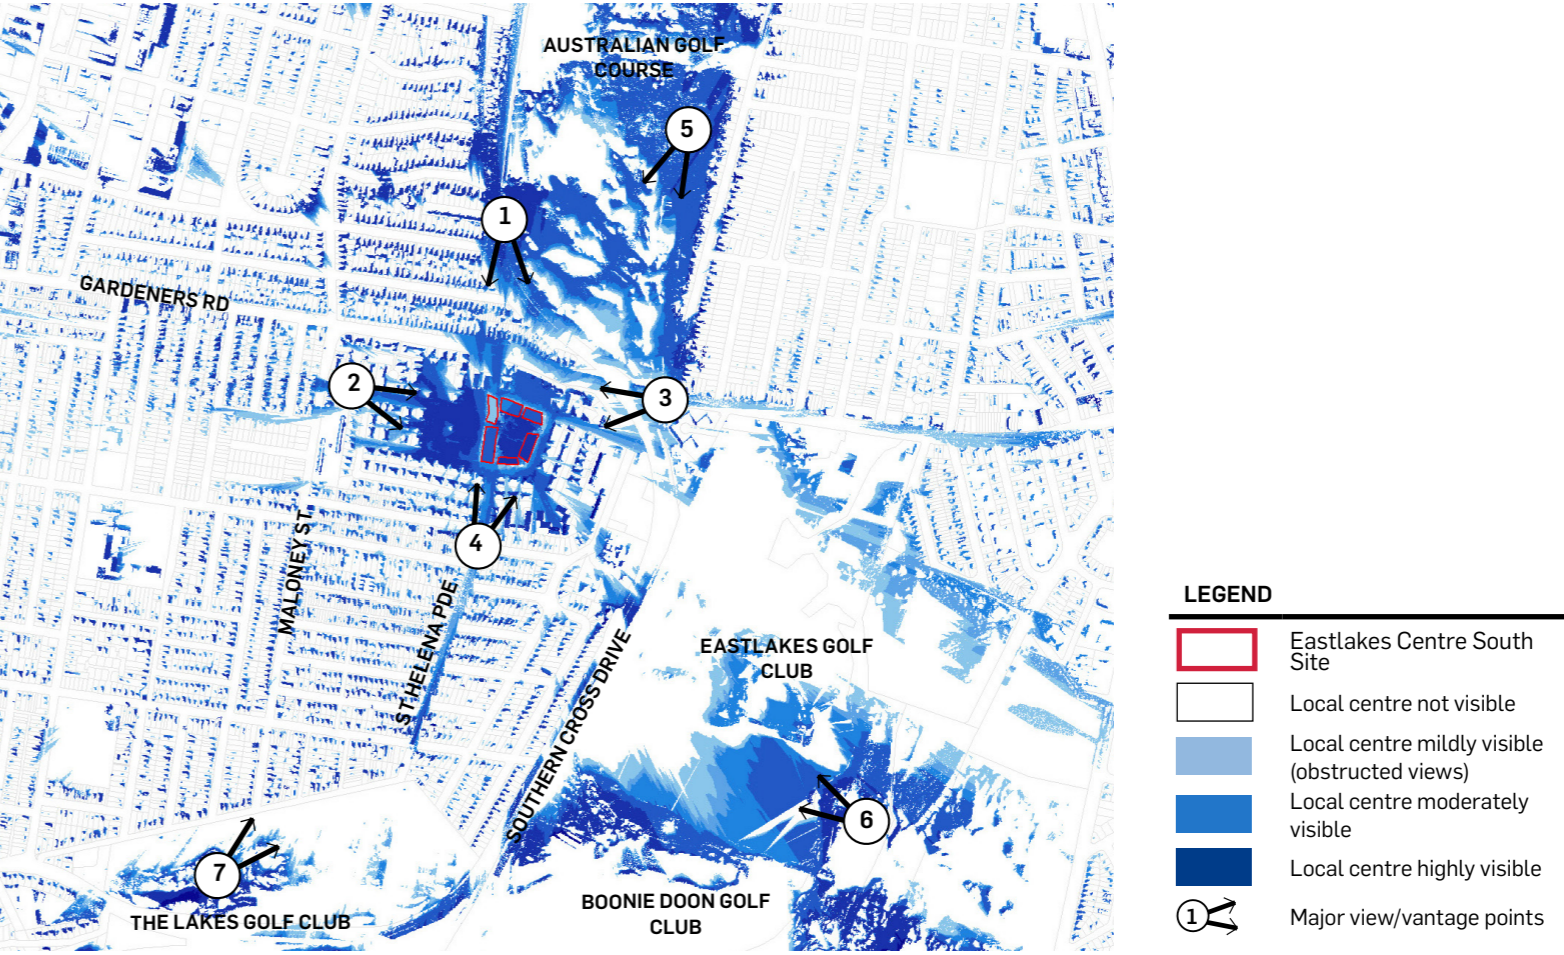 AUSTRALIAN GOLF
COURSE
5
1
GARDENERS RD
2
3
4
MALONEY ST
ST HELENA PDE
SOUTHERN CROSS DRIVE
EASTLAKES GOLF
CLUB
6
7
THE LAKES GOLF CLUB
BOONIE DOON GOLF
CLUB
LEGEND
Eastlakes Centre South
Site
Local centre not visible
Local centre mildly visible
(obstructed views)
Local centre moderately
visible
Local centre highly visible
1
Major view/vantage points